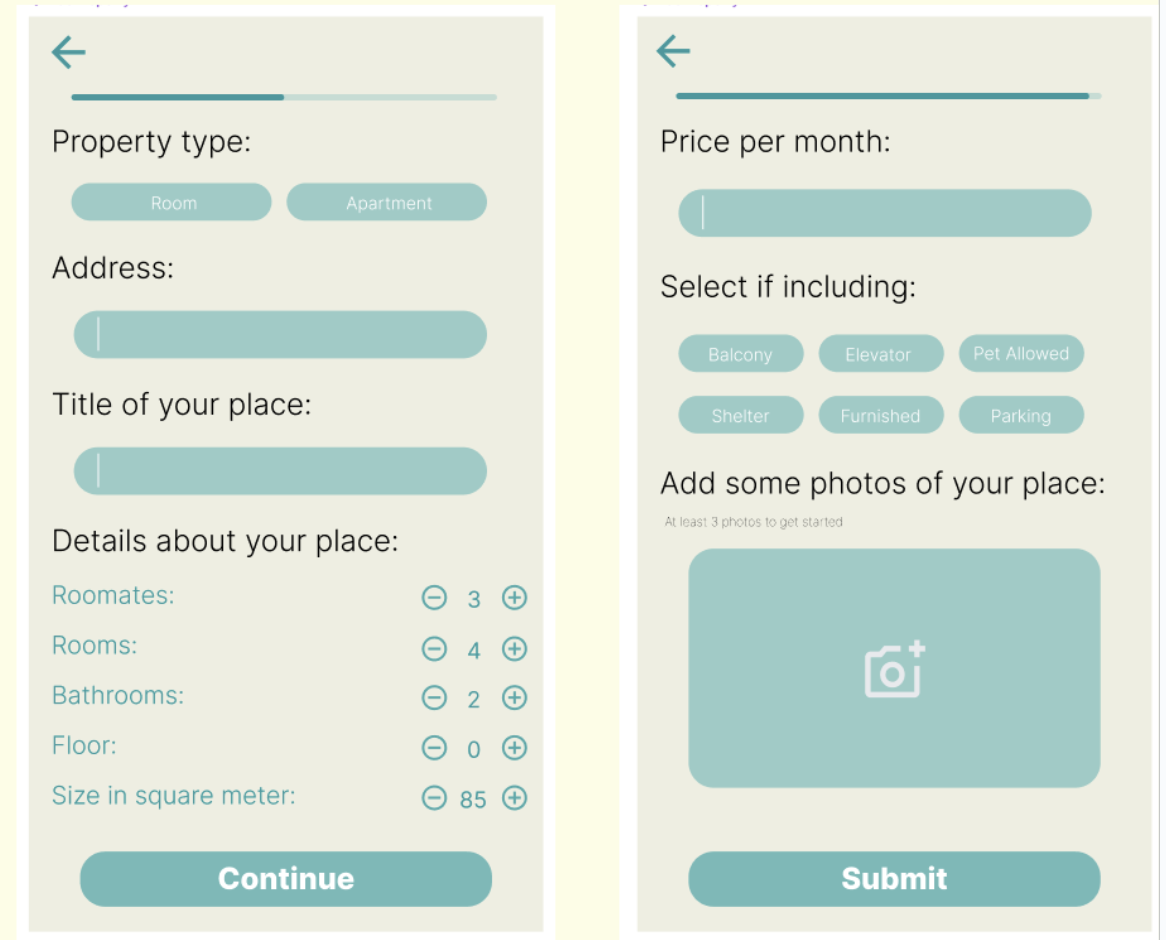 Property type:
Room
Apartment
Address:
Title of your place:
Details about your place:
Roomates:
3
Rooms:
4
Bathrooms:
2
Floor:
0
Size in square meter:
85
Continue
Price per month:
Select if including:
Balcony
Elevator
Pet Allowed
Shelter
Furnished
Parking
Add some photos of your place:
At least 3 photos to get started
Submit